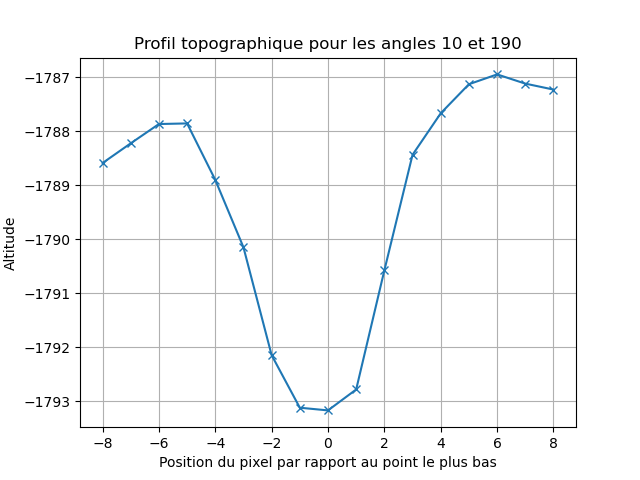 Profil topographique pour les angles 10 et 190
−1787
−1788
−1789
−1790
−1791
−1792
−1793
Altitude
−8 −6 −4 −2 0 2 4 6 8
Position du pixel par rapport au point le plus bas